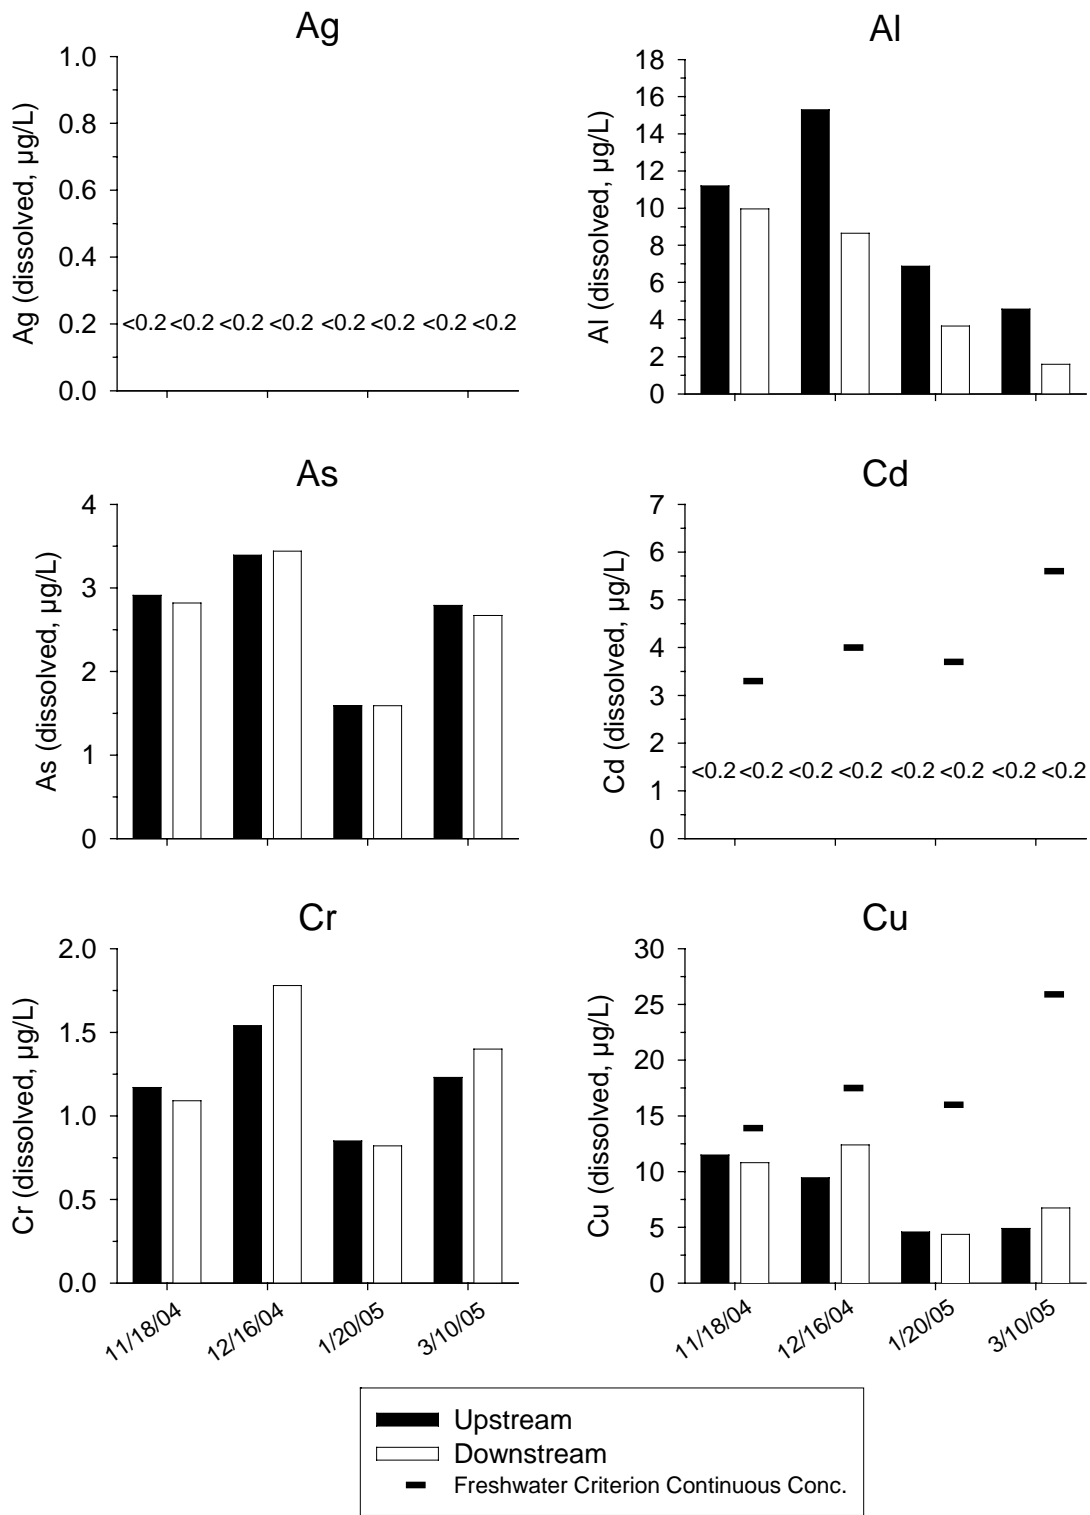 Ag
Ag (dissolved, µg/L)
1.0
0.8
0.6
0.4
0.2
0.0
<0.2 <0.2 <0.2 <0.2 <0.2 <0.2 <0.2 <0.2
Al
Al (dissolved, µg/L)
18
16
14
12
10
8
6
4
2
0
As
As (dissolved, µg/L)
4
3
2
1
0
Cd
Cd (dissolved, µg/L)
7
6
5
4
3
2
1
0
<0.2 <0.2 <0.2 <0.2 <0.2 <0.2 <0.2 <0.2
Cr
Cr (dissolved, µg/L)
2.0
1.5
1.0
0.5
0.0
11/18/04
12/16/04
1/20/05
3/10/05
Cu
Cu (dissolved, µg/L)
30
25
20
15
10
5
0
11/18/04
12/16/04
1/20/05
3/10/05
Upstream
Downstream
Freshwater Criterion Continuous Conc.